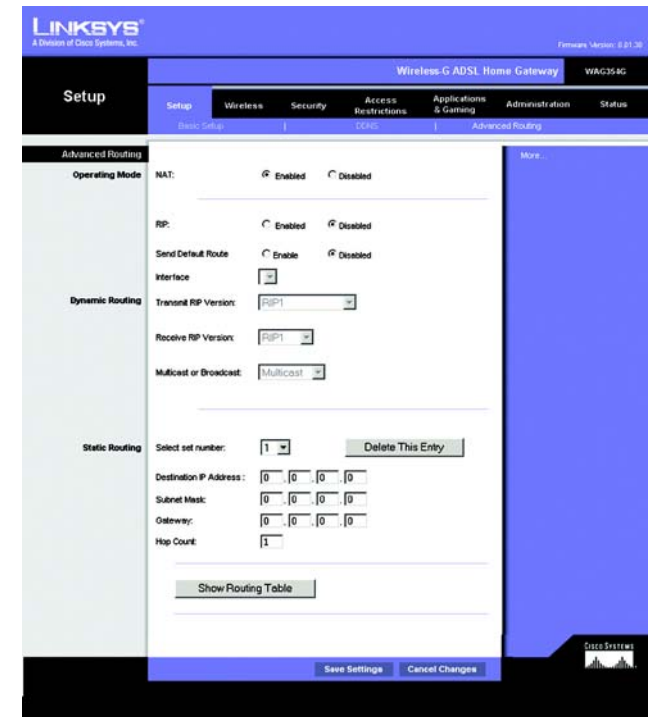 LINKSYS®
A Division of Cisco Systems, Inc.
Firmware Version: 0.01.30
Wireless-G ADSL Home Gateway WAG354G
Setup
Setup Wireless Security Access Restrictions Applications & Gaming Administration Status
Basic Setup | DDNS | Advanced Routing
Advanced Routing
More...
Operating Mode NAT: Enabled Disabled
RIP: Enabled Disabled
Send Default Route Enable Disabled
Interface
Dynamic Routing Transmit RIP Version: RIP1
Receive RIP Version: RIP1
Multicast or Broadcast: Multicast
Static Routing Select set number: 1 Delete This Entry
Destination IP Address : 0 . 0 . 0 . 0
Subnet Mask: 0 . 0 . 0 . 0
Gateway: 0 . 0 . 0 . 0
Hop Count: 1
Show Routing Table
CISCO SYSTEMS
Save Settings Cancel Changes